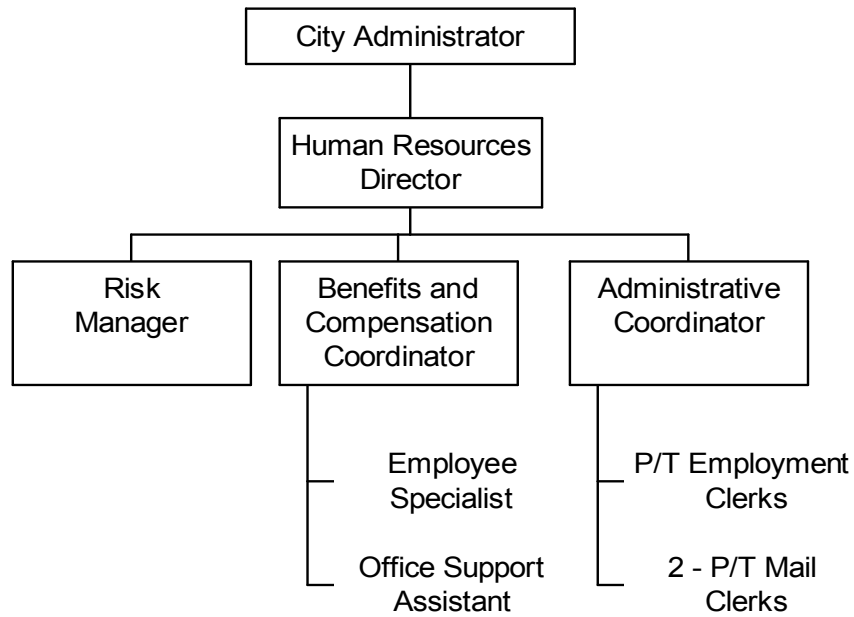 City Administrator
Human Resources
Director
Risk
Manager
Benefits and
Compensation
Coordinator
Administrative
Coordinator
Employee
Specialist
Office Support
Assistant
P/T Employment
Clerks
2 - P/T Mail
Clerks